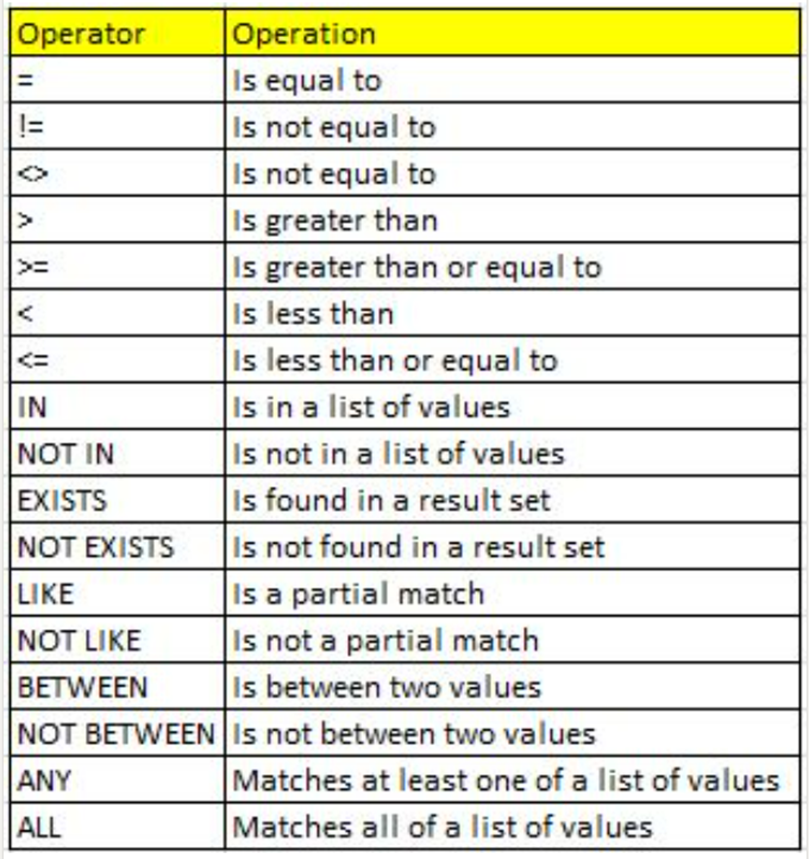 Operator Operation
= Is equal to
!= Is not equal to
<> Is not equal to
> Is greater than
>= Is greater than or equal to
< Is less than
<= Is less than or equal to
IN Is in a list of values
NOT IN Is not in a list of values
EXISTS Is found in a result set
NOT EXISTS Is not found in a result set
LIKE Is a partial match
NOT LIKE Is not a partial match
BETWEEN Is between two values
NOT BETWEEN Is not between two values
ANY Matches at least one of a list of values
ALL Matches all of a list of values